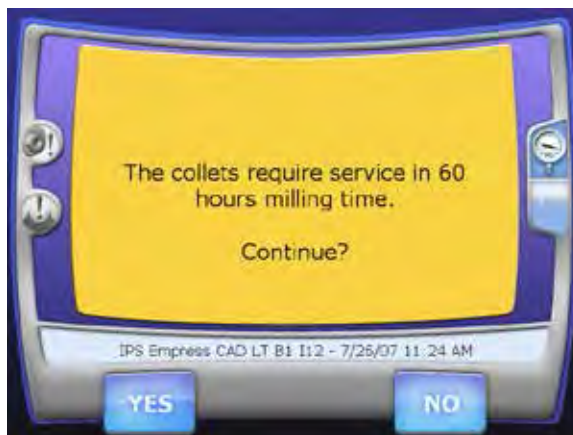 The collets require service in 60
hours milling time.
Continue?
IPS Empress CAD LT B1 I12 - 7/26/07 11:24 AM
YES
NO